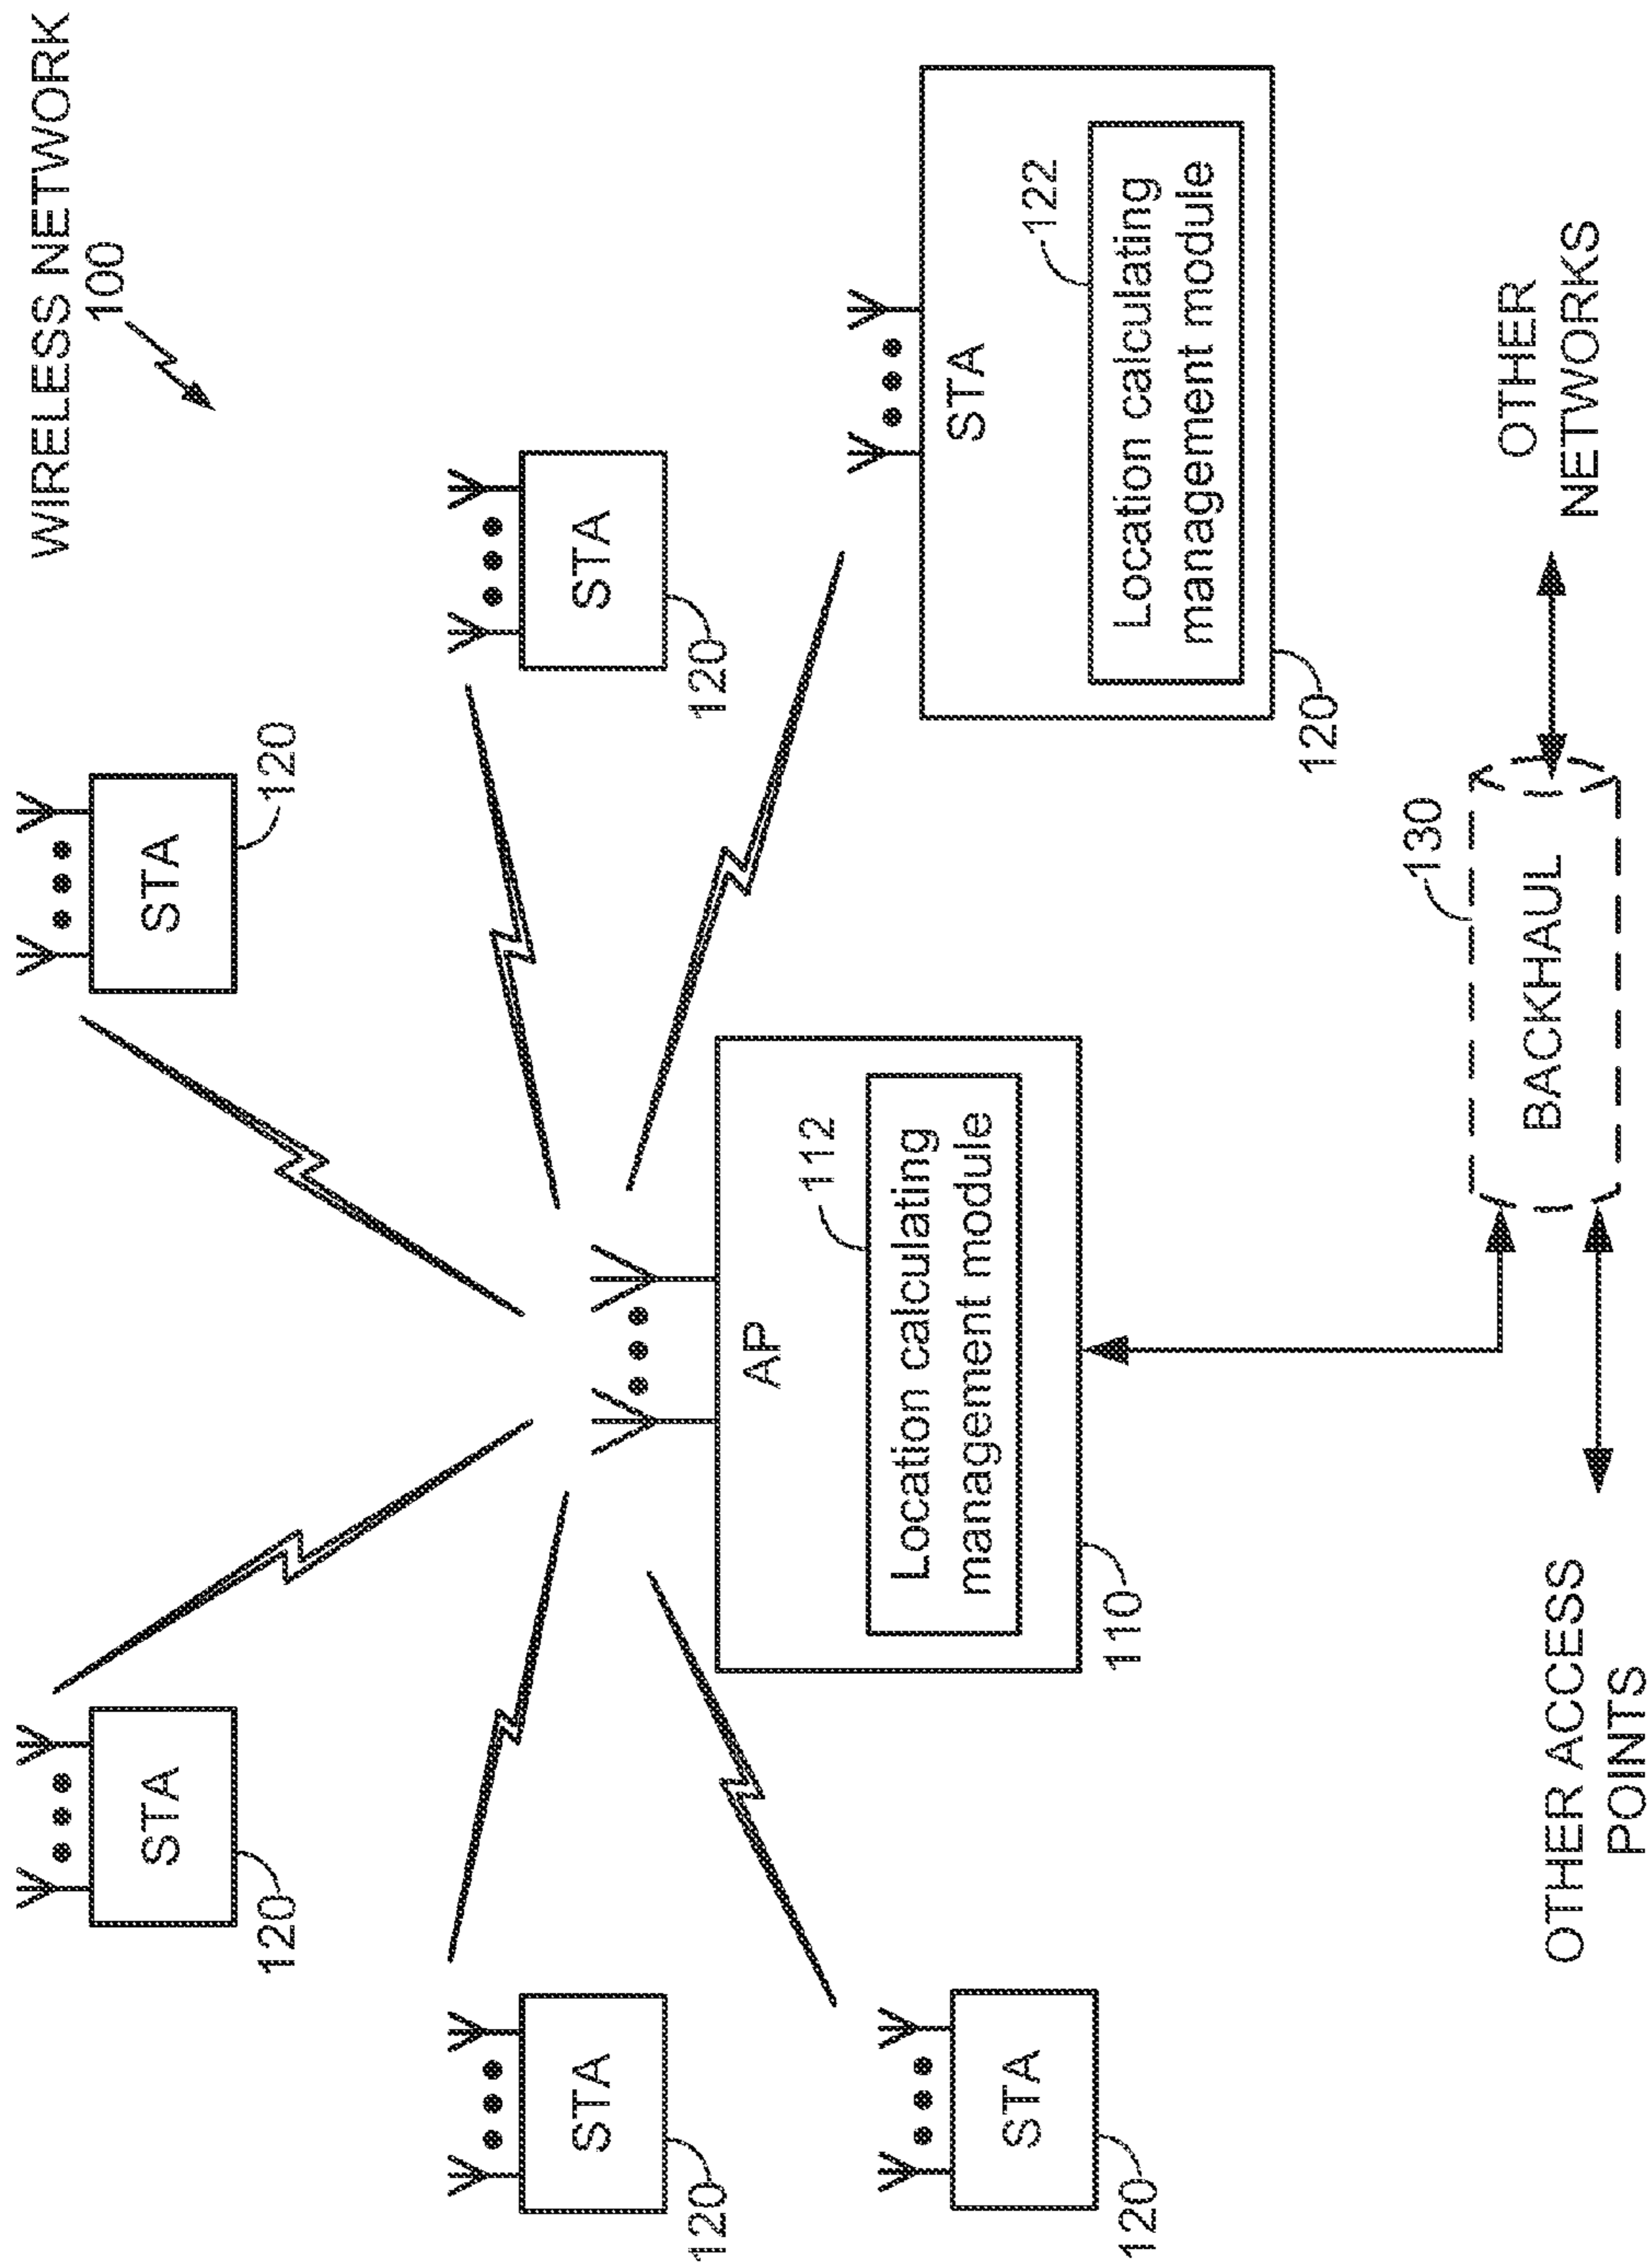 WIRELESS NETWORK
100
STA
120
STA
120
STA
120
STA
120
STA
120
AP
112
Location calculating
management module
110
STA
122
Location calculating
management module
120
130
BACKHAUL
OTHER ACCESS
POINTS
OTHER
NETWORKS